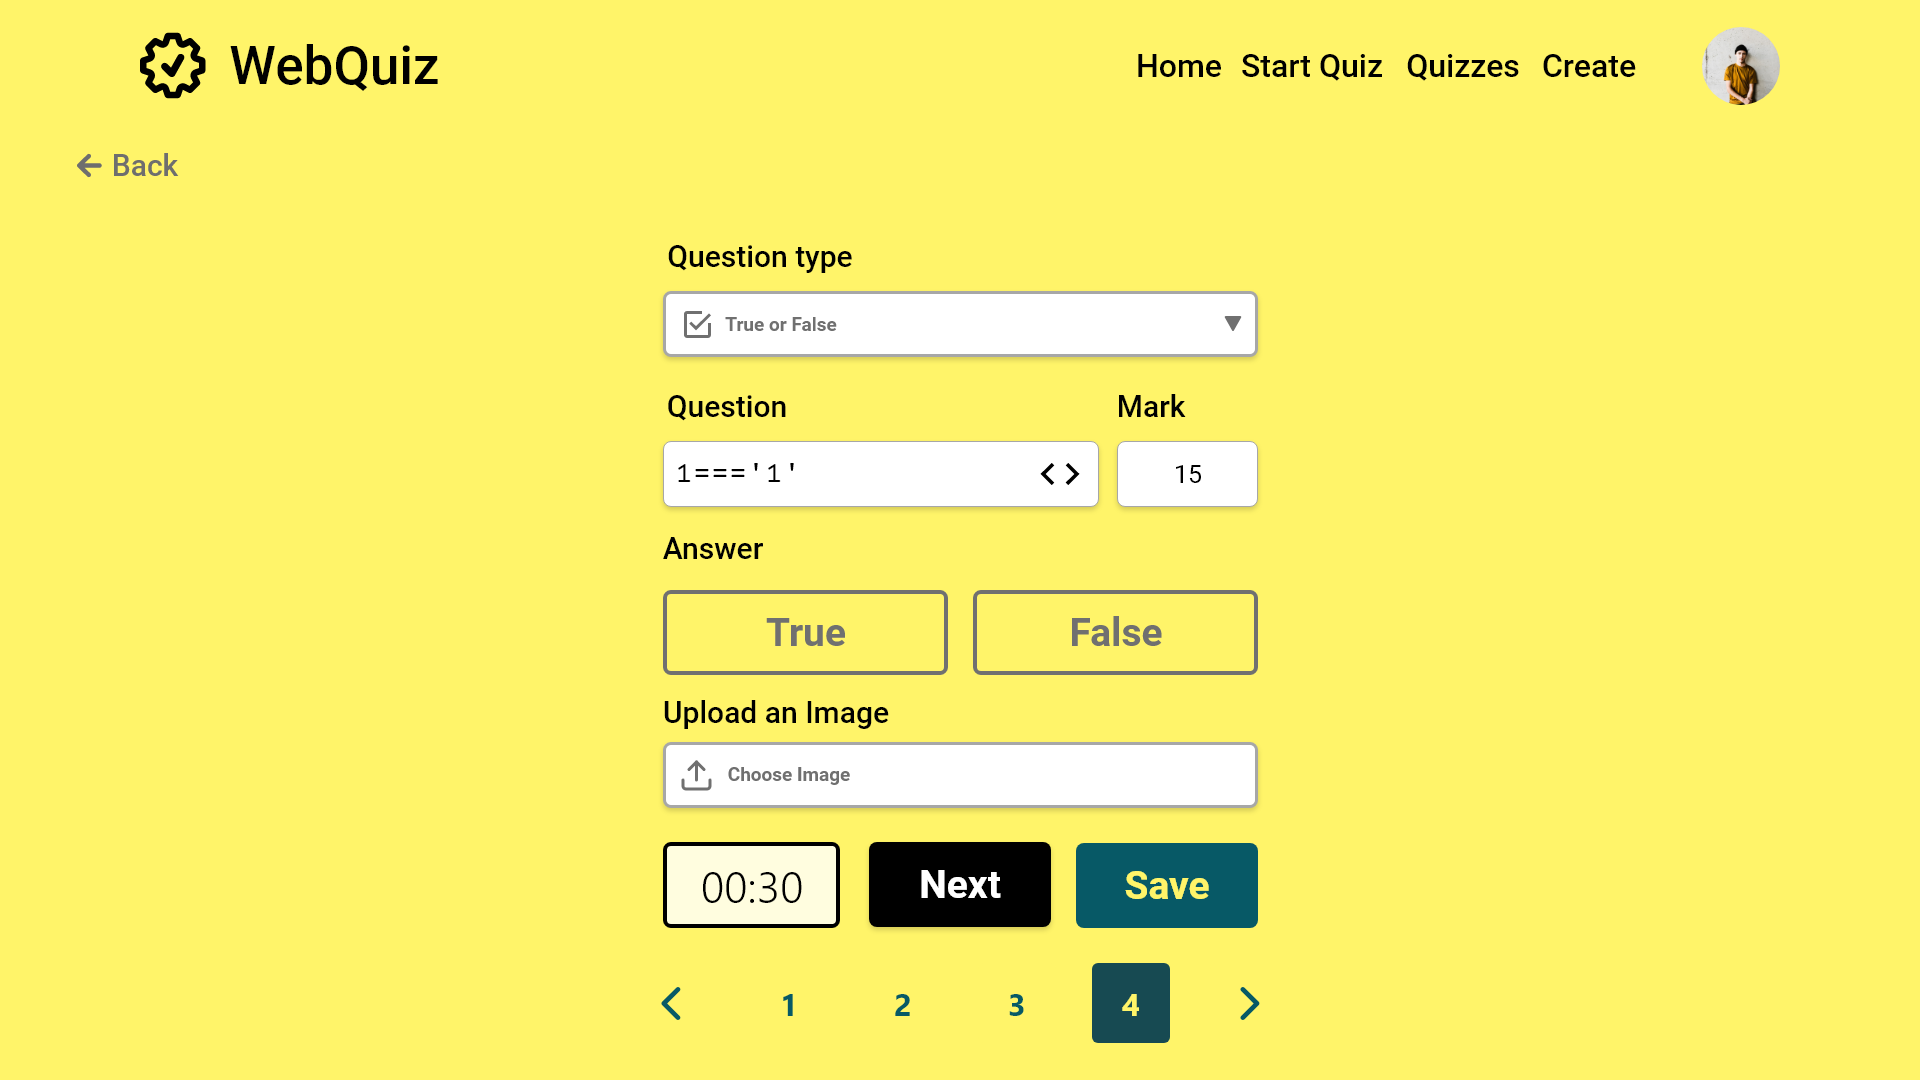 WebQuiz
Home Start Quiz Quizzes Create
Back
Question type
True or False
Question Mark
1==='1' 15
Answer
True False
Upload an Image
Choose Image
00:30 Next Save
1 2 3 4